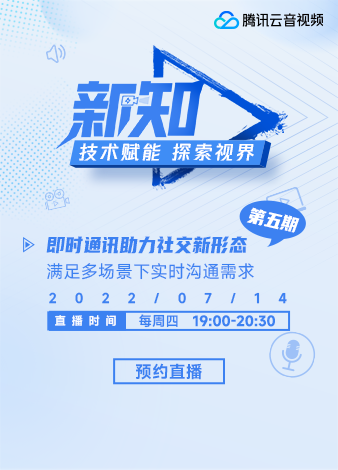 腾讯云音视频
新知
技术赋能 探索视界
第五期
即时通讯助力社交新形态
满足多场景下实时沟通需求
2022/07/14
直播时间 每周四 19:00-20:30
预约直播